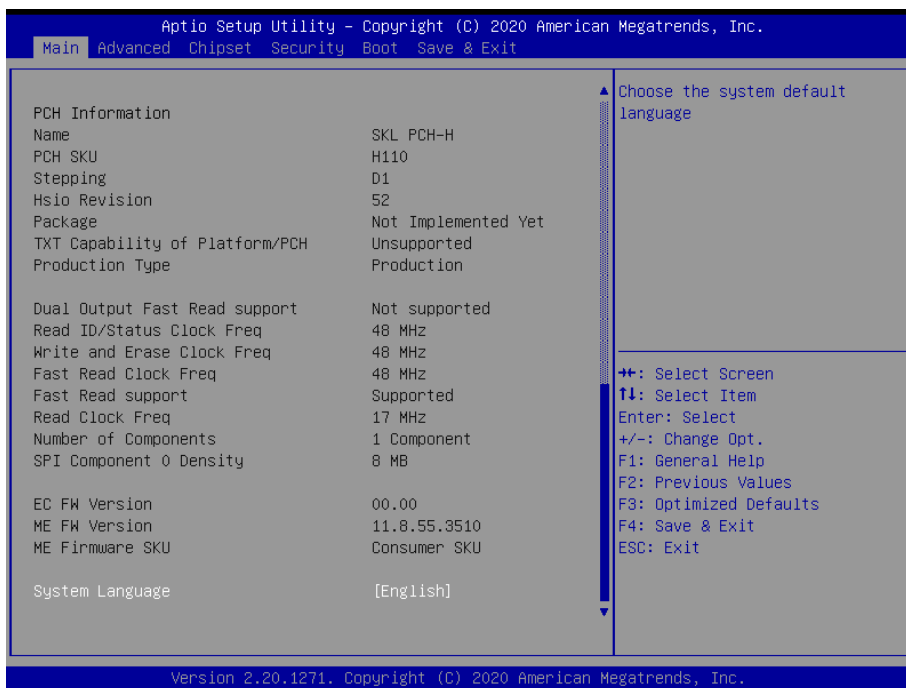 Aptio Setup Utility – Copyright (C) 2020 American Megatrends, Inc.
Main Advanced Chipset Security Boot Save & Exit
PCH Information
Name SKL PCH-H
PCH SKU H110
Stepping D1
Hsio Revision 52
Package Not Implemented Yet
TXT Capability of Platform/PCH Unsupported
Production Type Production
Dual Output Fast Read support Not supported
Read ID/Status Clock Freq 48 MHz
Write and Erase Clock Freq 48 MHz
Fast Read Clock Freq 48 MHz
Fast Read support Supported
Read Clock Freq 17 MHz
Number of Components 1 Component
SPI Component 0 Density 8 MB
EC FW Version 00.00
ME FW Version 11.8.55.3510
ME Firmware SKU Consumer SKU
System Language [English]
Choose the system default
language
→←: Select Screen
↑↓: Select Item
Enter: Select
+/-: Change Opt.
F1: General Help
F2: Previous Values
F3: Optimized Defaults
F4: Save & Exit
ESC: Exit
Version 2.20.1271. Copyright (C) 2020 American Megatrends, Inc.